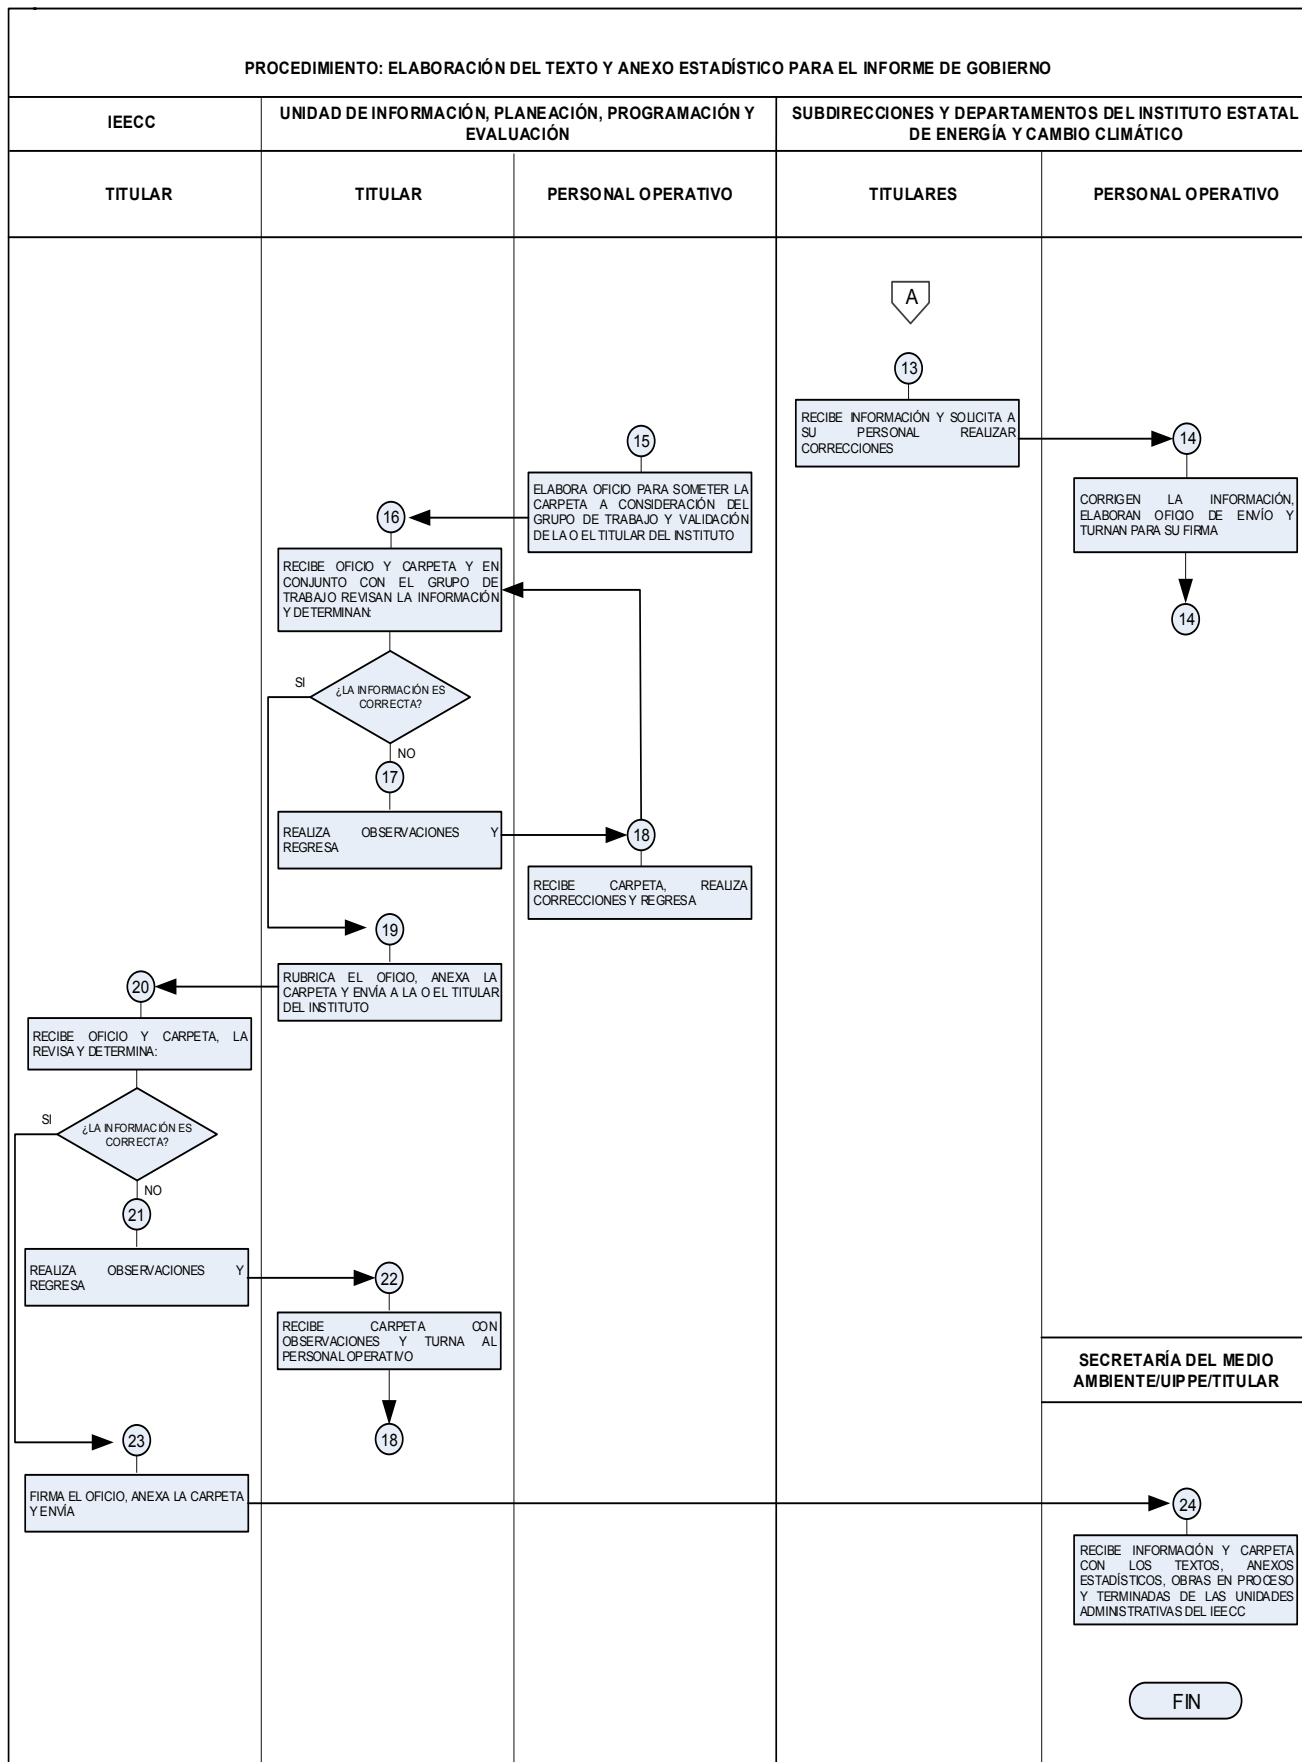 PROCEDIMIENTO: ELABORACIÓN DEL TEXTO Y ANEXO ESTADÍSTICO PARA EL INFORME DE GOBIERNO
IEECC
UNIDAD DE INFORMACIÓN, PLANEACIÓN, PROGRAMACIÓN Y
EVALUACIÓN
SUBDIRECCIONES Y DEPARTAMENTOS DEL INSTITUTO ESTATAL
DE ENERGÍA Y CAMBIO CLIMÁTICO
TITULAR
TITULAR
PERSONAL OPERATIVO
TITULARES
PERSONAL OPERATIVO
A
13
RECIBE INFORMACIÓN Y SOLICITA A
SU PERSONAL REALIZAR
CORRECCIONES
14
CORRIGEN LA INFORMACIÓN,
ELABORAN OFICIO DE ENVÍO Y
TURNAN PARA SU FIRMA
14
15
ELABORA OFICIO PARA SOMETER LA
CARPETA A CONSIDERACIÓN DEL
GRUPO DE TRABAJO Y VALIDACIÓN
DE LA O EL TITULAR DEL INSTITUTO
16
RECIBE OFICIO Y CARPETA Y EN
CONJUNTO CON EL GRUPO DE
TRABAJO REVISAN LA INFORMACIÓN
Y DETERMINAN:
SI
¿LA INFORMACIÓN ES
CORRECTA?
NO
17
REALIZA OBSERVACIONES Y
REGRESA
18
RECIBE CARPETA, REALIZA
CORRECCIONES Y REGRESA
19
RUBRICA EL OFICIO, ANEXA LA
CARPETA Y ENVÍA A LA O EL TITULAR
DEL INSTITUTO
20
RECIBE OFICIO Y CARPETA, LA
REVISA Y DETERMINA:
SI
¿LA INFORMACIÓN ES
CORRECTA?
NO
21
REALIZA OBSERVACIONES Y
REGRESA
22
RECIBE CARPETA CON
OBSERVACIONES Y TURNA AL
PERSONAL OPERATIVO
18
SECRETARÍA DEL MEDIO
AMBIENTE/UIPPE/TITULAR
23
FIRMA EL OFICIO, ANEXA LA CARPETA
Y ENVÍA
24
RECIBE INFORMACIÓN Y CARPETA
CON LOS TEXTOS, ANEXOS
ESTADÍSTICOS, OBRAS EN PROCESO
Y TERMINADAS DE LAS UNIDADES
ADMINISTRATIVAS DEL IEECC
FIN